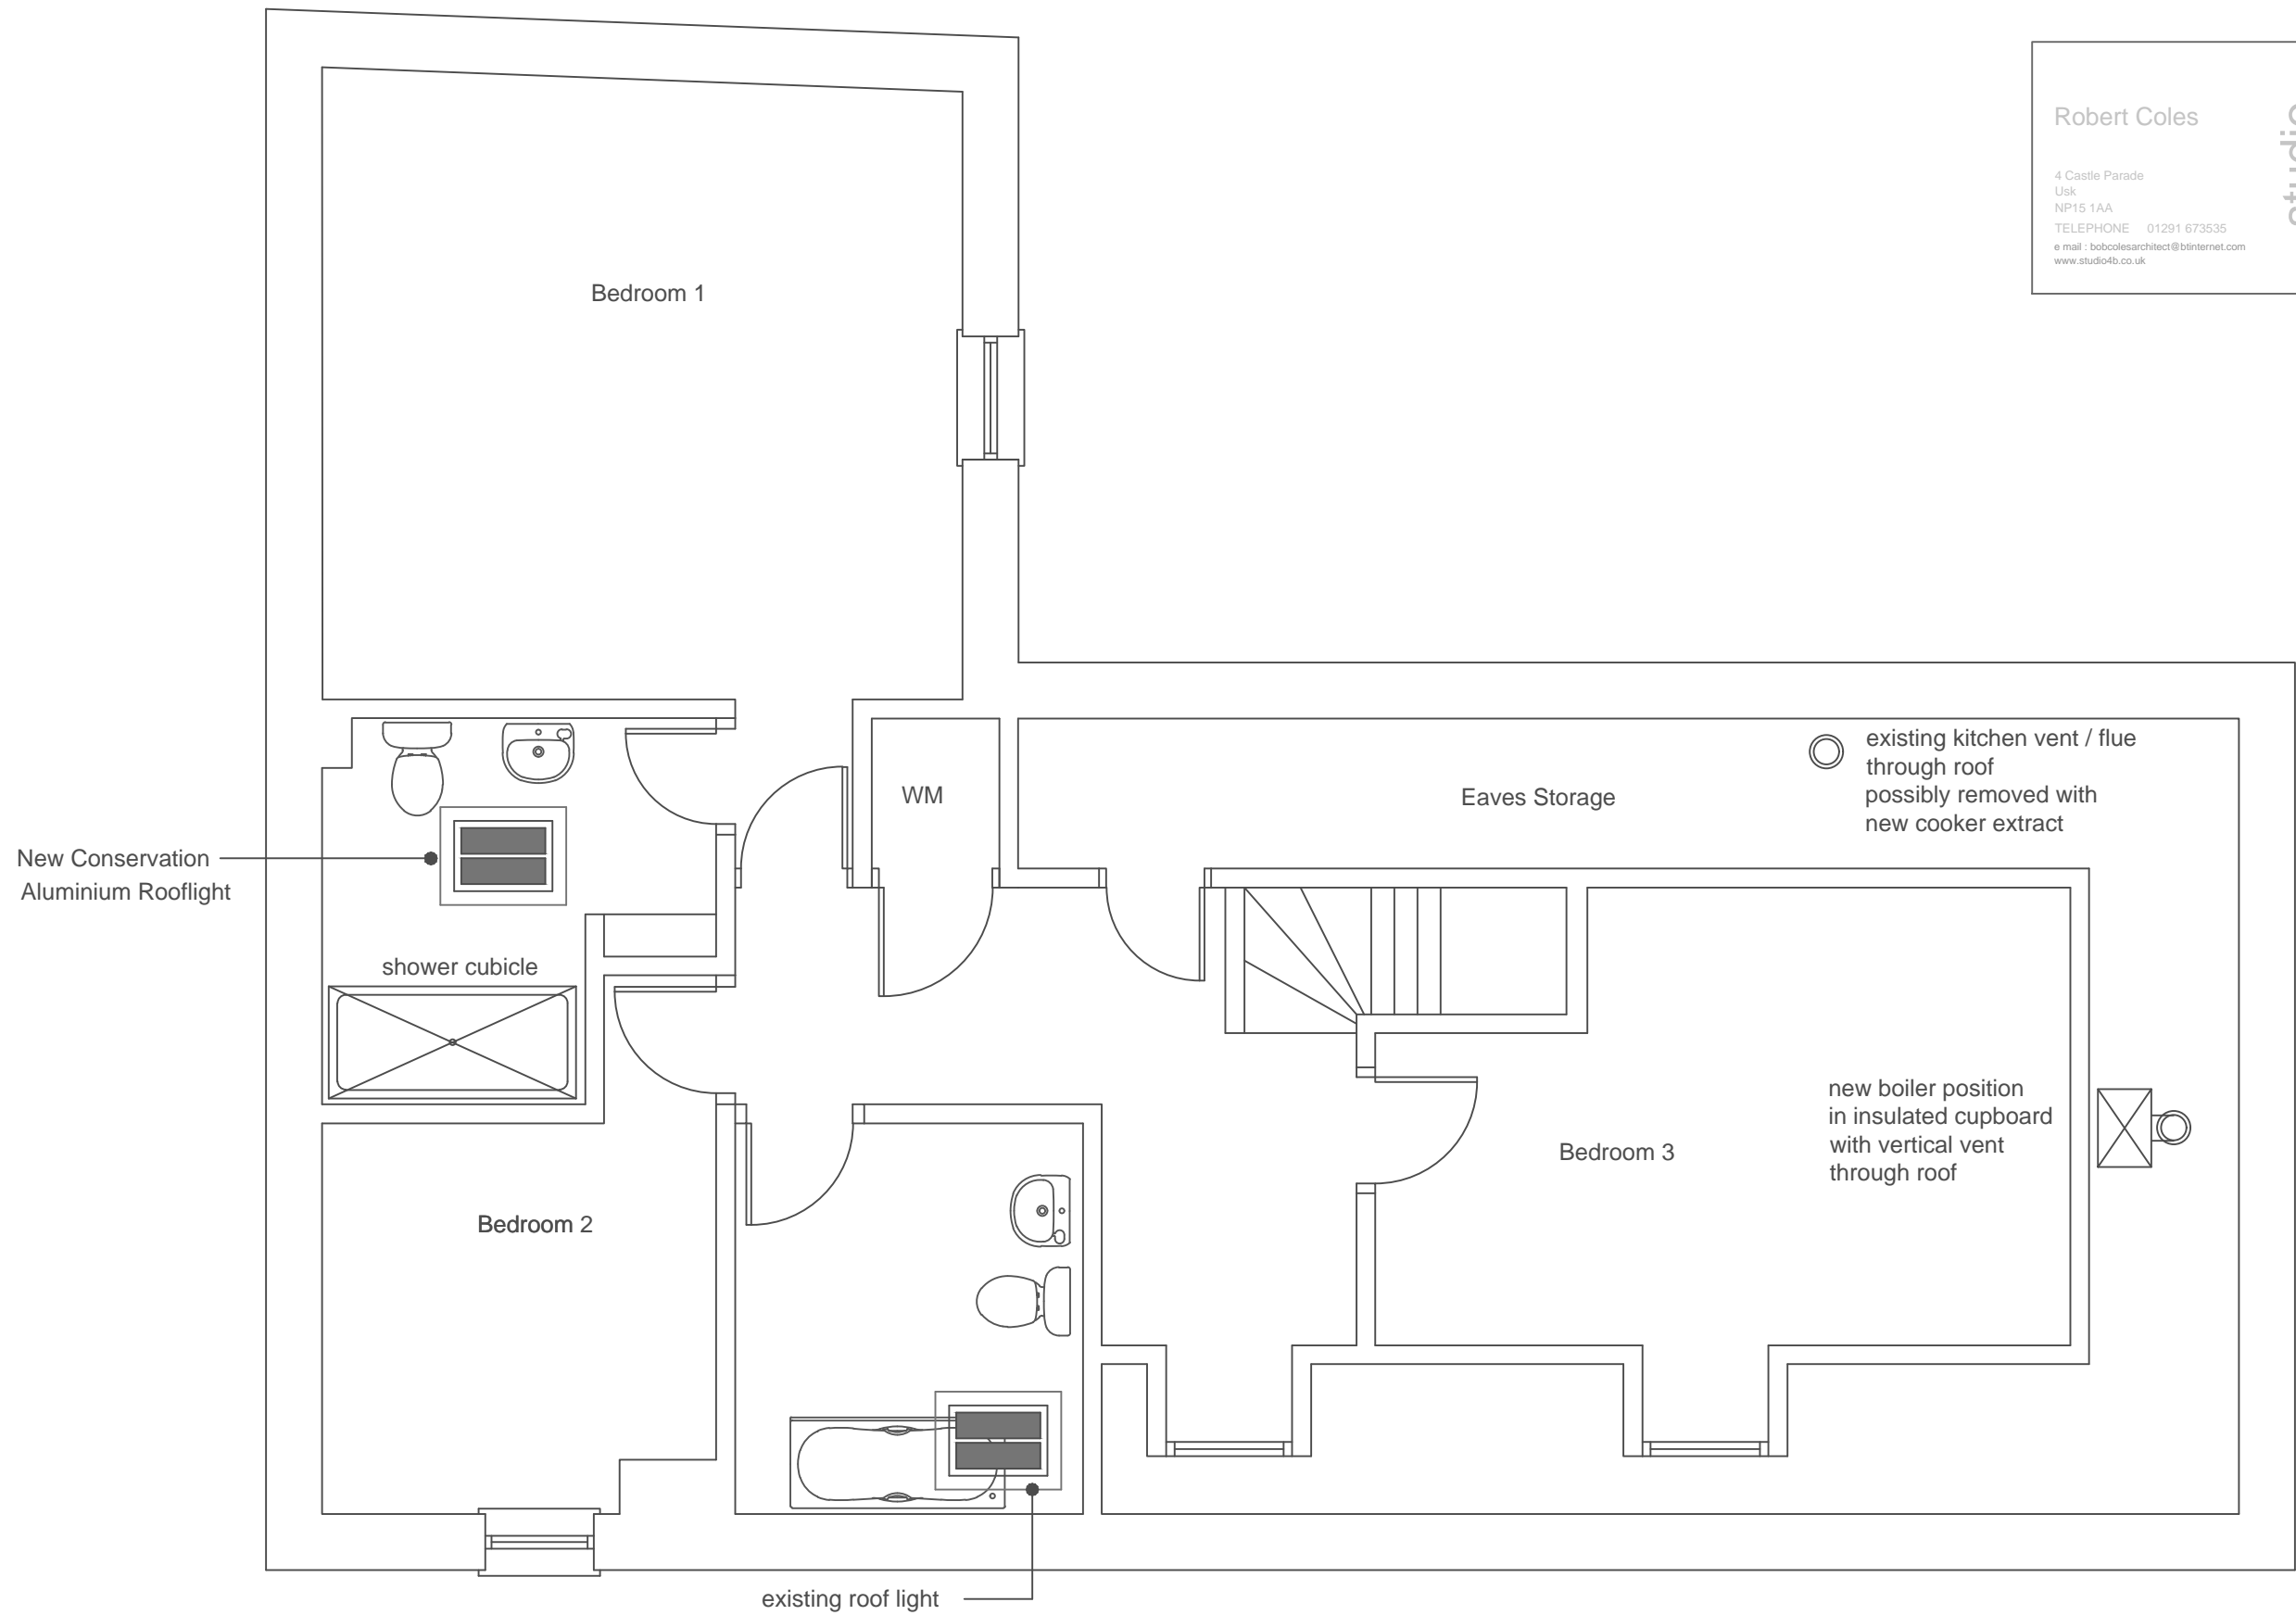 Robert Coles
studio
4 Castle Parade
Usk
NP15 1AA
TELEPHONE 01291 673535
e mail : bobcolesarchitect@btinternet.com
www.studio4b.co.uk
Bedroom 1
existing kitchen vent / flue
through roof
possibly removed with
new cooker extract
WM
Eaves Storage
New Conservation
Aluminium Rooflight
shower cubicle
new boiler position
in insulated cupboard
with vertical vent
through roof
Bedroom 3
Bedroom 2
existing roof light